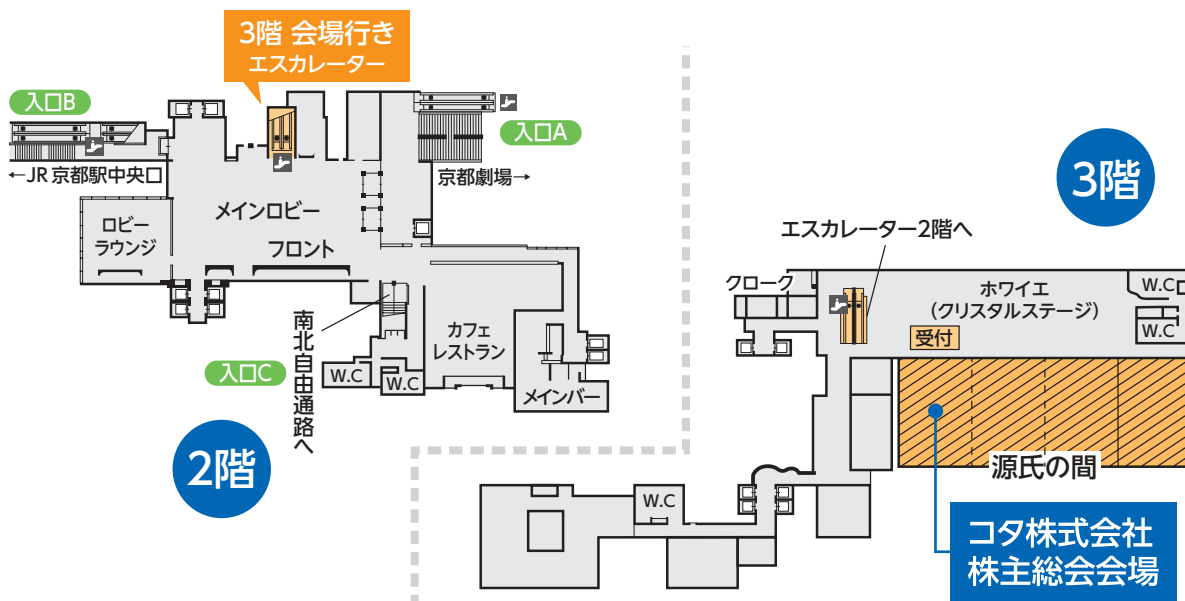 3階 会場行き
エスカレーター
入口B
入口A
←JR 京都駅中央口
京都劇場→
メインロビー
ロビー
ラウンジ
フロント
南北自由通路へ
カフェ
レストラン
入口C
W.C
W.C
メインバー
2階
3階
エスカレーター2階へ
クローク
ホワイエ
(クリスタルステージ)
W.C
W.C
受付
源氏の間
W.C
コタ株式会社
株主総会会場